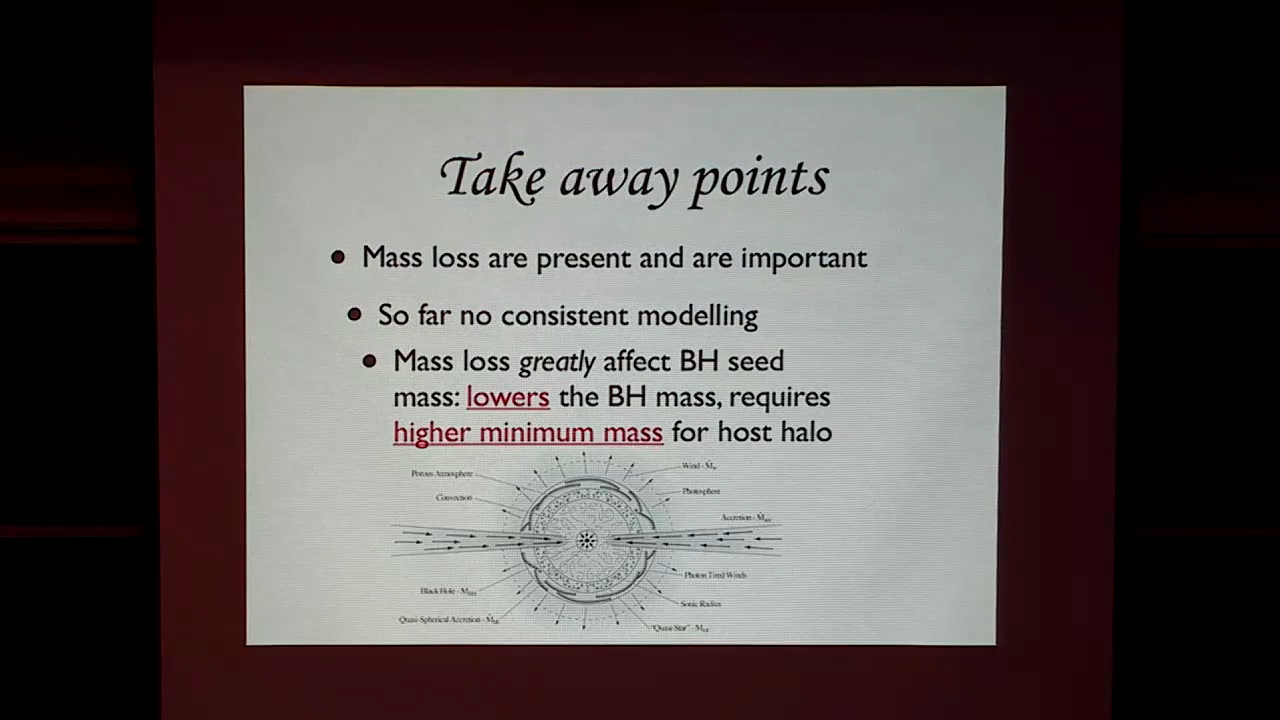 Take away points
Mass loss are present and are important
So far no consistent modelling
Mass loss greatly affect BH seed
mass: lowers the BH mass, requires
higher minimum mass for host halo
Porous Atmosphere
Wind - Ṁ
Convection
Photosphere
Accretion - Ṁ
Photon Tired Winds
Black Hole - M
Sonic Radius
Quasi-Spherical Accretion - Ṁ
"Quasi-Star" - M